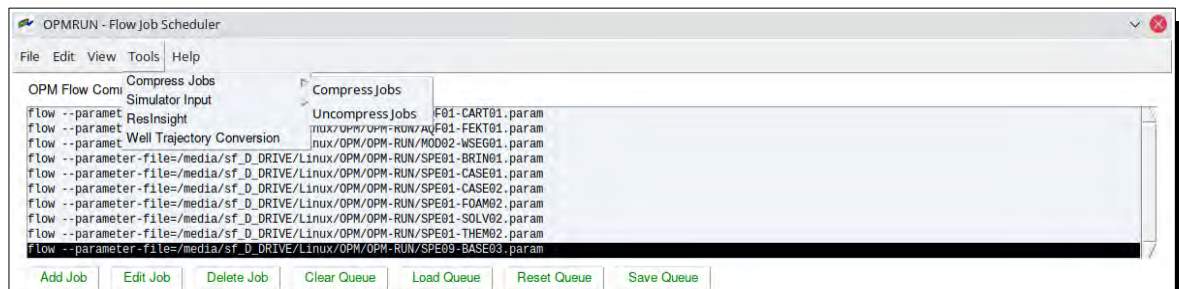 OPMRUN - Flow Job Scheduler
File Edit View Tools Help
Compress Jobs
Simulator Input
ResInsight
Well Trajectory Conversion
Compress Jobs
Uncompress Jobs
OPM Flow Com
flow --paramet F01-CART01.param
flow --paramet inux/OPM/OPM-RUN/AQF01-FEKT01.param
flow --paramet inux/OPM/OPM-RUN/MOD02-WSEG01.param
flow --parameter-file=/media/sf_D_DRIVE/Linux/OPM/OPM-RUN/SPE01-BRIN01.param
flow --parameter-file=/media/sf_D_DRIVE/Linux/OPM/OPM-RUN/SPE01-CASE01.param
flow --parameter-file=/media/sf_D_DRIVE/Linux/OPM/OPM-RUN/SPE01-CASE02.param
flow --parameter-file=/media/sf_D_DRIVE/Linux/OPM/OPM-RUN/SPE01-FOAM02.param
flow --parameter-file=/media/sf_D_DRIVE/Linux/OPM/OPM-RUN/SPE01-SOLV02.param
flow --parameter-file=/media/sf_D_DRIVE/Linux/OPM/OPM-RUN/SPE01-THEM02.param
flow --parameter-file=/media/sf_D_DRIVE/Linux/OPM/OPM-RUN/SPE09-BASE03.param
Add Job Edit Job Delete Job Clear Queue Load Queue Reset Queue Save Queue